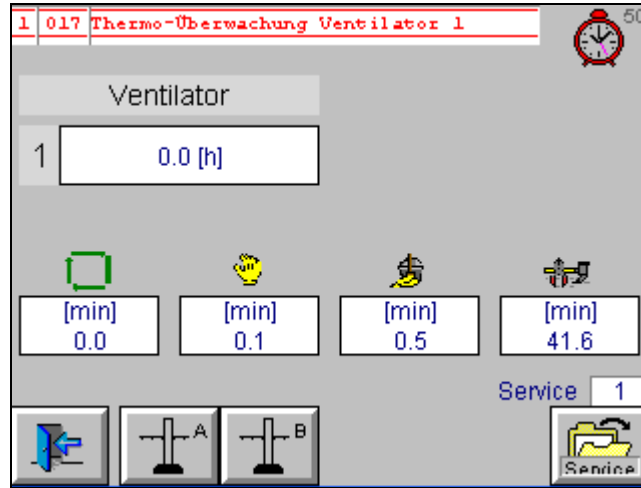 1 017 Thermo-Überwachung Ventilator 1
50
Ventilator
1 0.0 [h]
[min] [min] [min] [min]
0.0 0.1 0.5 41.6
Service 1
A B
Service